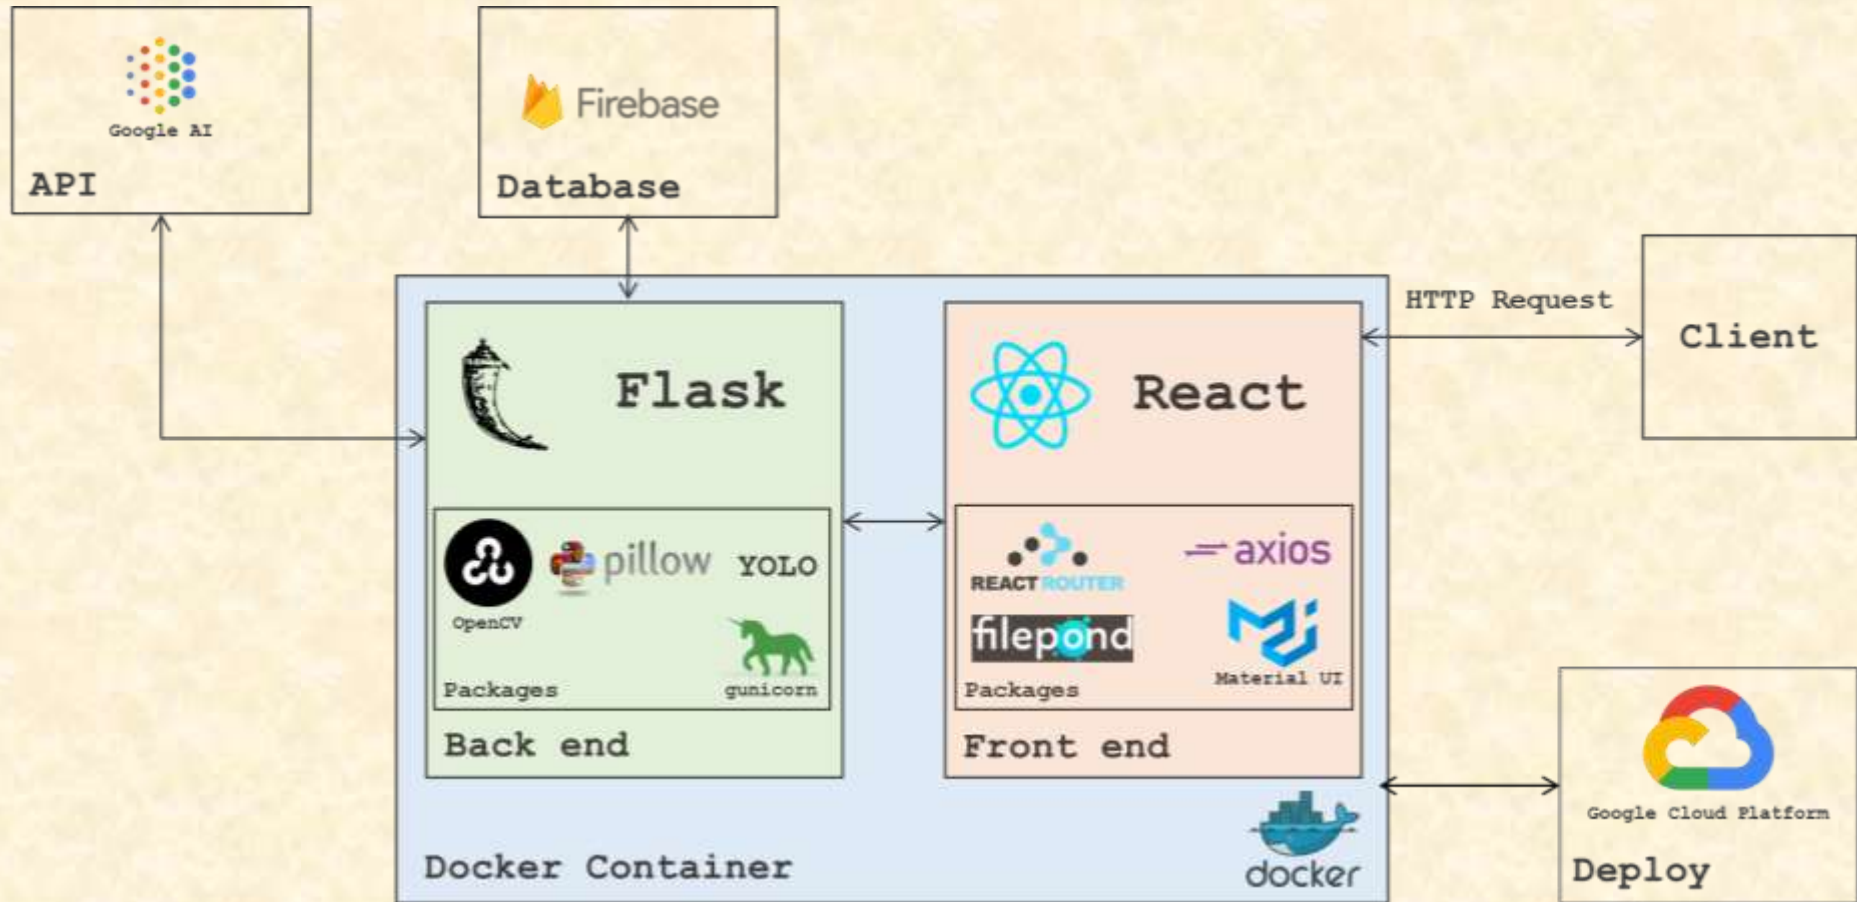 Google AI
API
Firebase
Database
HTTP Request
Client
Flask
React
OpenCV
pillow
YOLO
gunicorn
Packages
Back end
REACT ROUTER
axios
filepond
Material UI
Packages
Front end
Docker Container
docker
Google Cloud Platform
Deploy